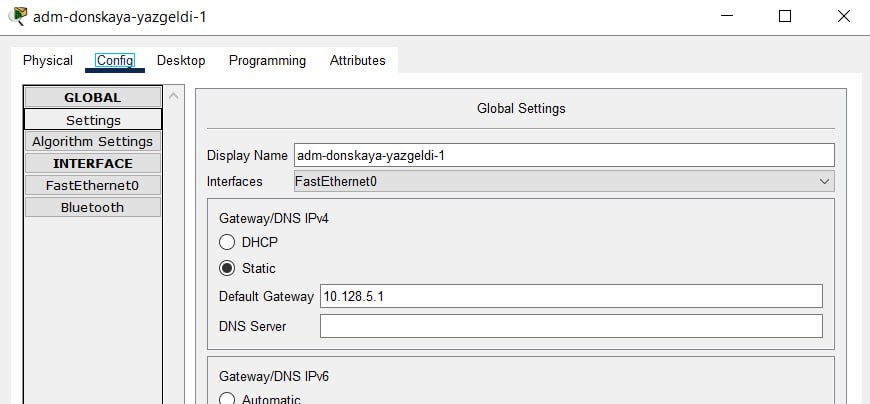 adm-donskaya-yazgeldi-1
Physical Config Desktop Programming Attributes
GLOBAL
Settings
Algorithm Settings
INTERFACE
FastEthernet0
Bluetooth
Global Settings
Display Name adm-donskaya-yazgeldi-1
Interfaces FastEthernet0
Gateway/DNS IPv4
DHCP
Static
Default Gateway 10.128.5.1
DNS Server
Gateway/DNS IPv6
Automatic